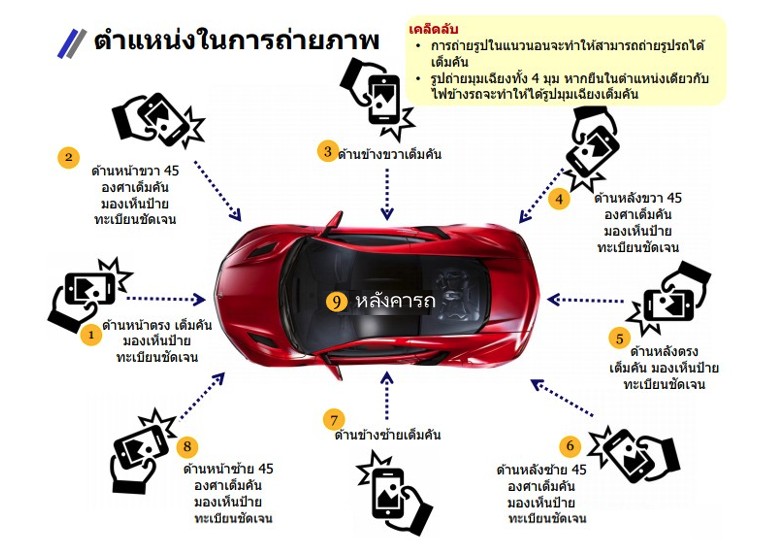 ตำแหน่งในการถ่ายภาพ
เคล็ดลับ
• การถ่ายรูปในแนวนอนจะทำให้สามารถถ่ายรูปรถได้
เต็มคัน
• รูปถ่ายมุมเฉียงทั้ง 4 มุม หากยืนในตำแหน่งเดียวกับ
ไฟข้างรถจะทำให้ได้รูปมุมเฉียงเต็มคัน
2
ด้านหน้าขวา 45
องศาเต็มคัน
มองเห็นป้าย
ทะเบียนชัดเจน
3 ด้านข้างขวาเต็มคัน
4
ด้านหลังขวา 45
องศาเต็มคัน
มองเห็นป้าย
ทะเบียนชัดเจน
1
ด้านหน้าตรง เต็มคัน
มองเห็นป้าย
ทะเบียนชัดเจน
9 หลังคารถ
5
ด้านหลังตรง
เต็มคัน มองเห็นป้าย
ทะเบียนชัดเจน
8
ด้านหน้าซ้าย 45
องศาเต็มคัน
มองเห็นป้าย
ทะเบียนชัดเจน
7
ด้านข้างซ้ายเต็มคัน
6
ด้านหลังซ้าย 45
องศาเต็มคัน
มองเห็นป้าย
ทะเบียนชัดเจน